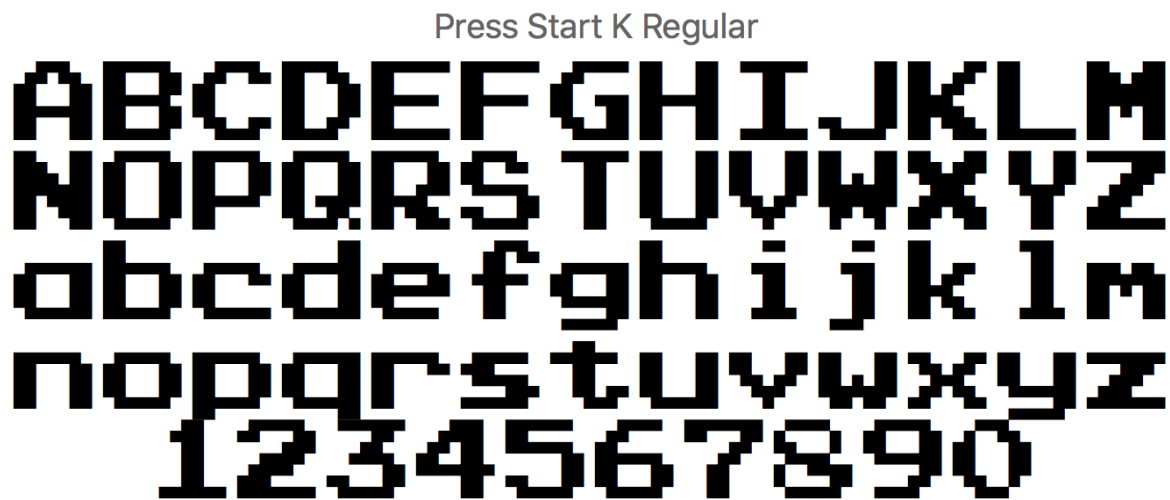 Press Start K Regular
ABCDEFGHIJKLM
NOPQRSTUVWXYZ
abcdefghijklm
nopqrstuvwxyz
1234567890